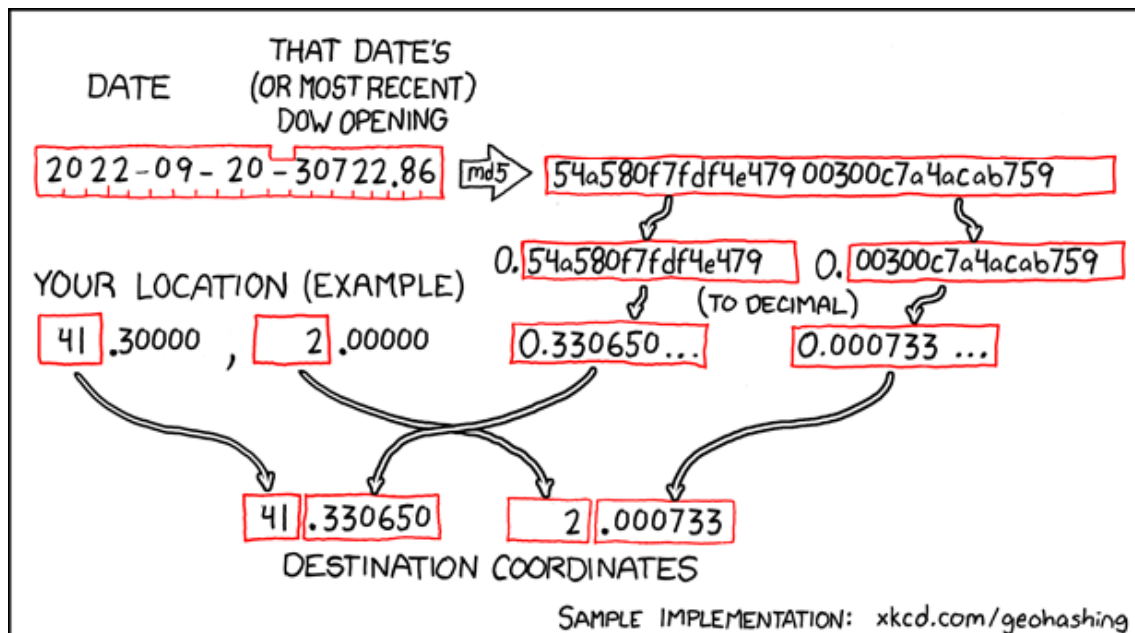 THAT DATE'S
DATE (OR MOST RECENT)
DOW OPENING
2022-09-20-30722.86 md5 54a580f7fdf4e479 00300c7a4acab759
0.54a580f7fdf4e479 0.00300c7a4acab759
YOUR LOCATION (EXAMPLE) (TO DECIMAL)
41.30000, 2.00000 0.330650... 0.000733...
41.330650 2.000733
DESTINATION COORDINATES
SAMPLE IMPLEMENTATION: xkcd.com/geohashing